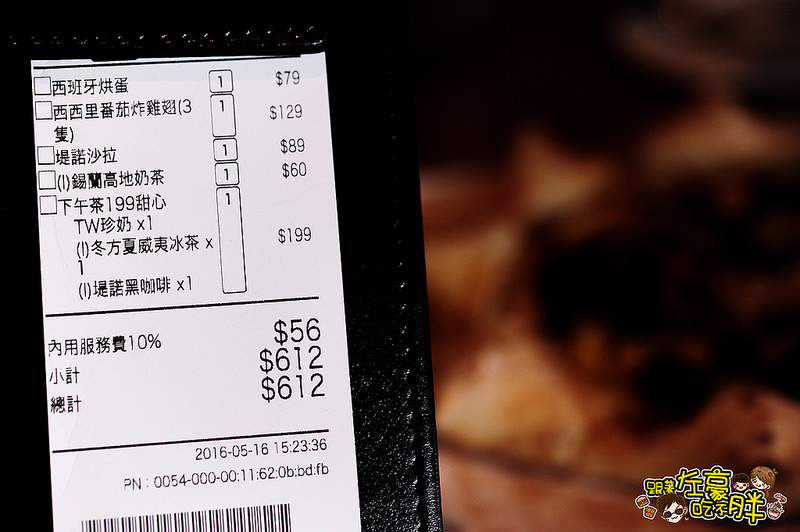 西班牙烘蛋 1 $79
西西里番茄炸雞翅(3 1 $129
隻)
堤諾沙拉 1 $89
(I)錫蘭高地奶茶 1 $60
下午茶199甜心 1
TW珍奶 x1
(I)冬方夏威夷冰茶 x $199
1
(I)堤諾黑咖啡 x1
內用服務費10% $56
小計 $612
總計 $612
2016-05-16 15:23:36
PN : 0054-000-00:11:62:0b:bd:fb
跟著左豪吃不胖